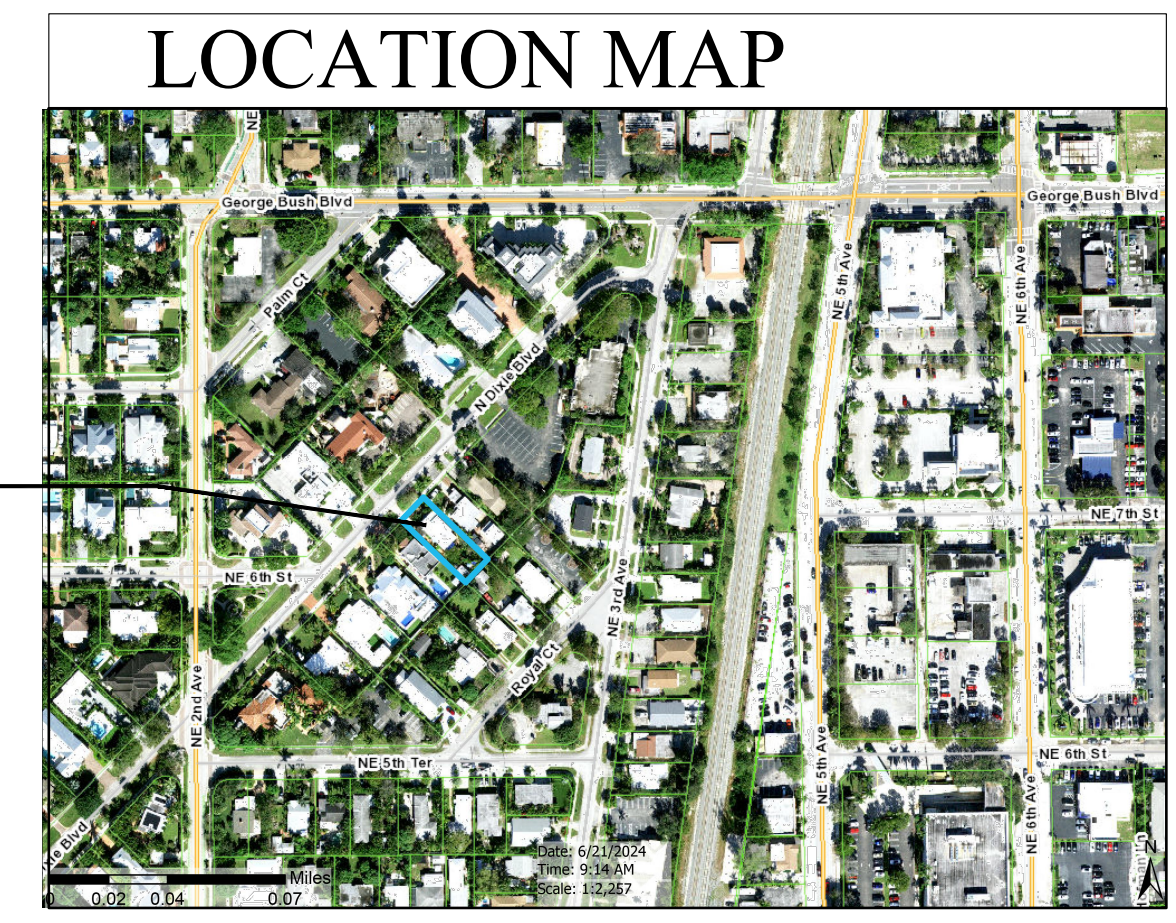 LOCATION MAP
NE
George Bush Blvd
George Bush Blvd
Palm Ct
NE 5th Ave
NE 6th Ave
N Dixie Blvd
NE 7th St
NE 6th St
NE 3rd Ave
Royal Ct
NE 2nd Ave
NE 5th Ter
NE 5th Ave
NE 6th St
NE 6th Ave
xie Blvd
N
Date: 6/21/2024
Time: 9:14 AM
Scale: 1:2,257
Miles
0 0.02 0.04 0.07